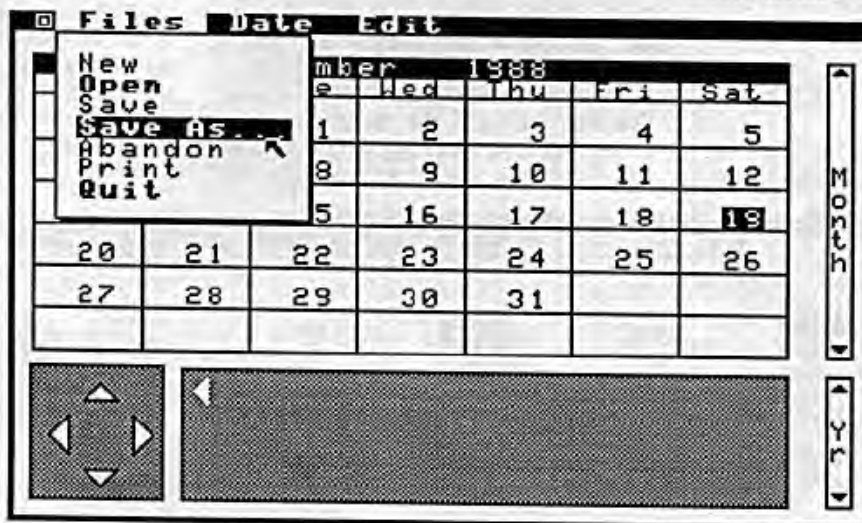 Files Date Edit
mber 1988
New
Open
Save
Save As...
Abandon
Print
Quit
e Wed Thu Fri Sat
1 2 3 4 5
8 9 10 11 12
5 16 17 18 19
20 21 22 23 24 25 26
27 28 29 30 31
Month
Yr